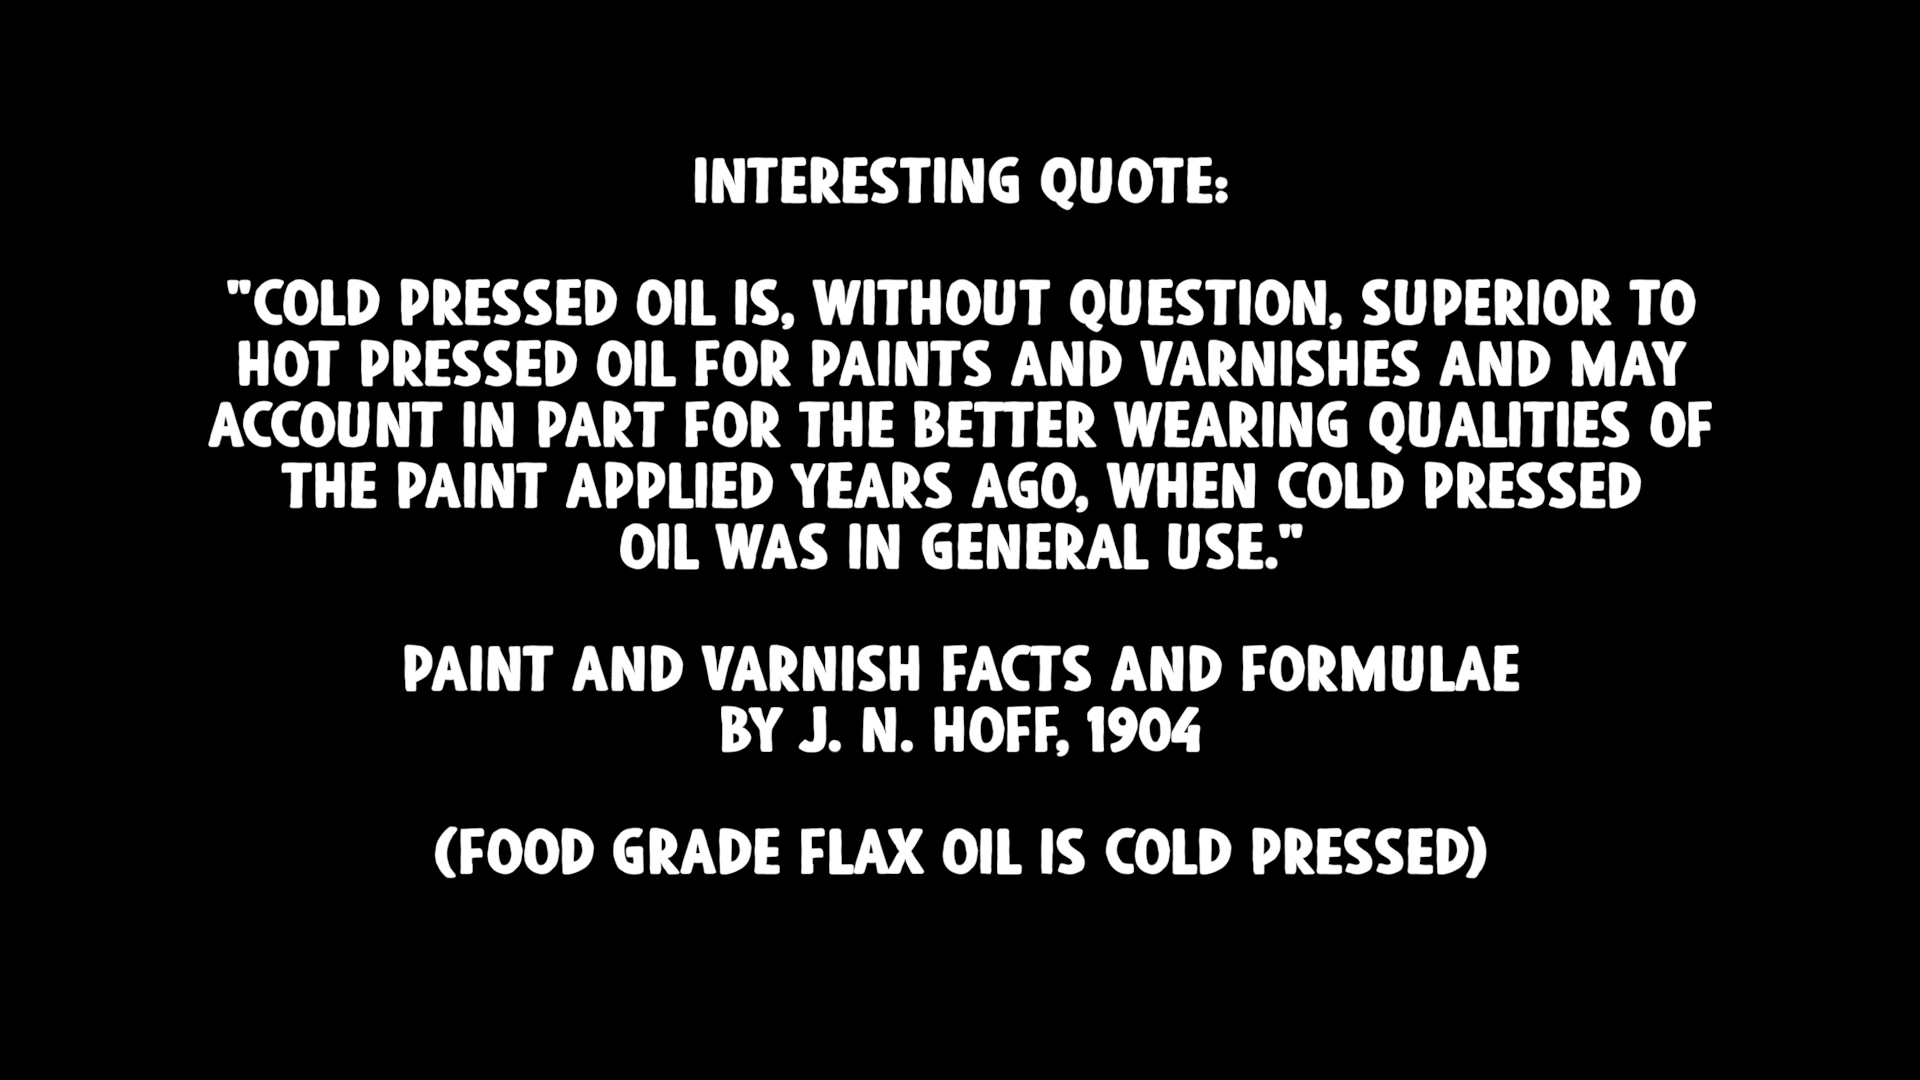 INTERESTING QUOTE:
"COLD PRESSED OIL IS, WITHOUT QUESTION, SUPERIOR TO
HOT PRESSED OIL FOR PAINTS AND VARNISHES AND MAY
ACCOUNT IN PART FOR THE BETTER WEARING QUALITIES OF
THE PAINT APPLIED YEARS AGO, WHEN COLD PRESSED
OIL WAS IN GENERAL USE."
PAINT AND VARNISH FACTS AND FORMULAE
BY J. N. HOFF, 1904
(FOOD GRADE FLAX OIL IS COLD PRESSED)